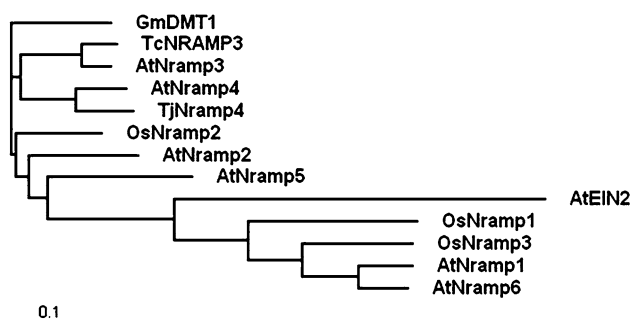 GmDMT1
TcNRAMP3
AtNramp3
AtNramp4
TjNramp4
OsNramp2
AtNramp2
AtNramp5
AtEIN2
OsNramp1
OsNramp3
AtNramp1
AtNramp6
0.1